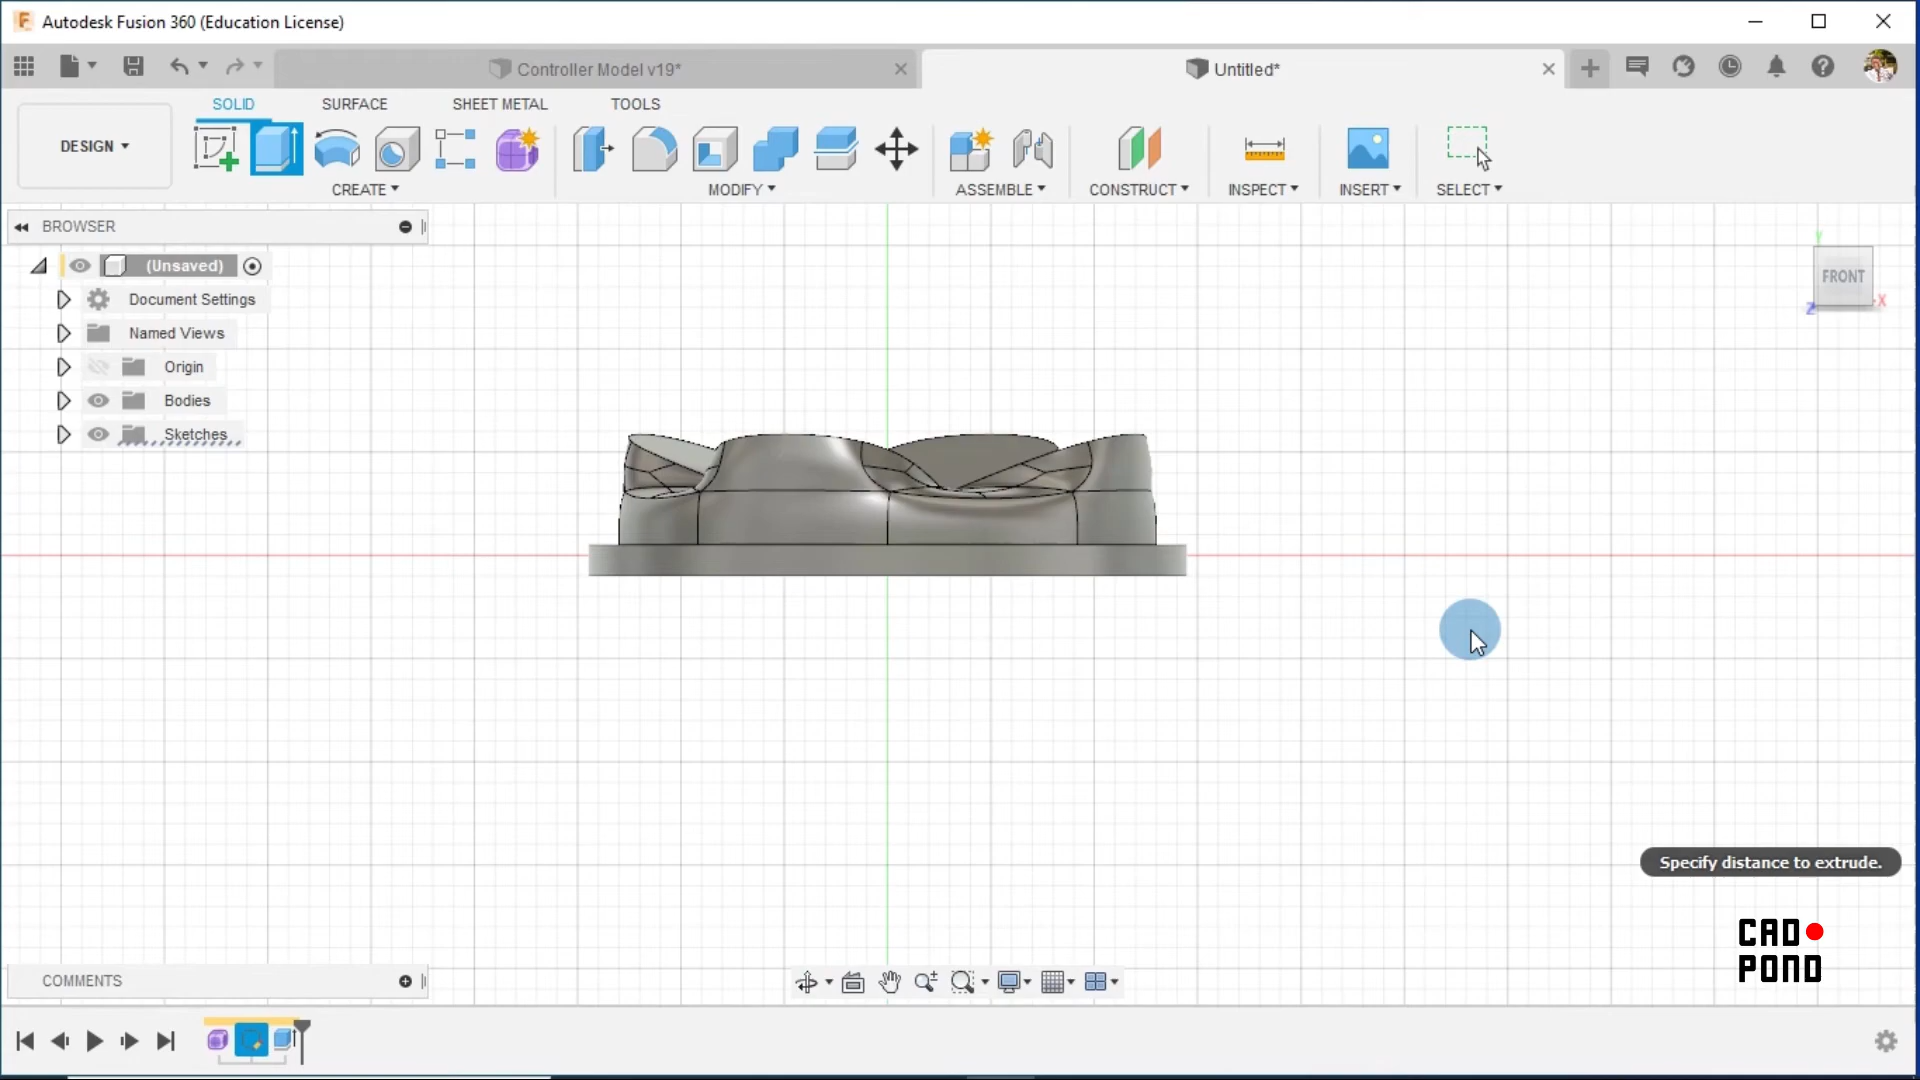 Autodesk Fusion 360 (Education License)
Controller Model v19*
Untitled*
SOLID
SURFACE
SHEET METAL
TOOLS
DESIGN
CREATE
MODIFY
ASSEMBLE
CONSTRUCT
INSPECT
INSERT
SELECT
BROWSER
(Unsaved)
Document Settings
Named Views
Origin
Bodies
Sketches
Y
FRONT
X
Z
Specify distance to extrude.
CAD
POND
COMMENTS